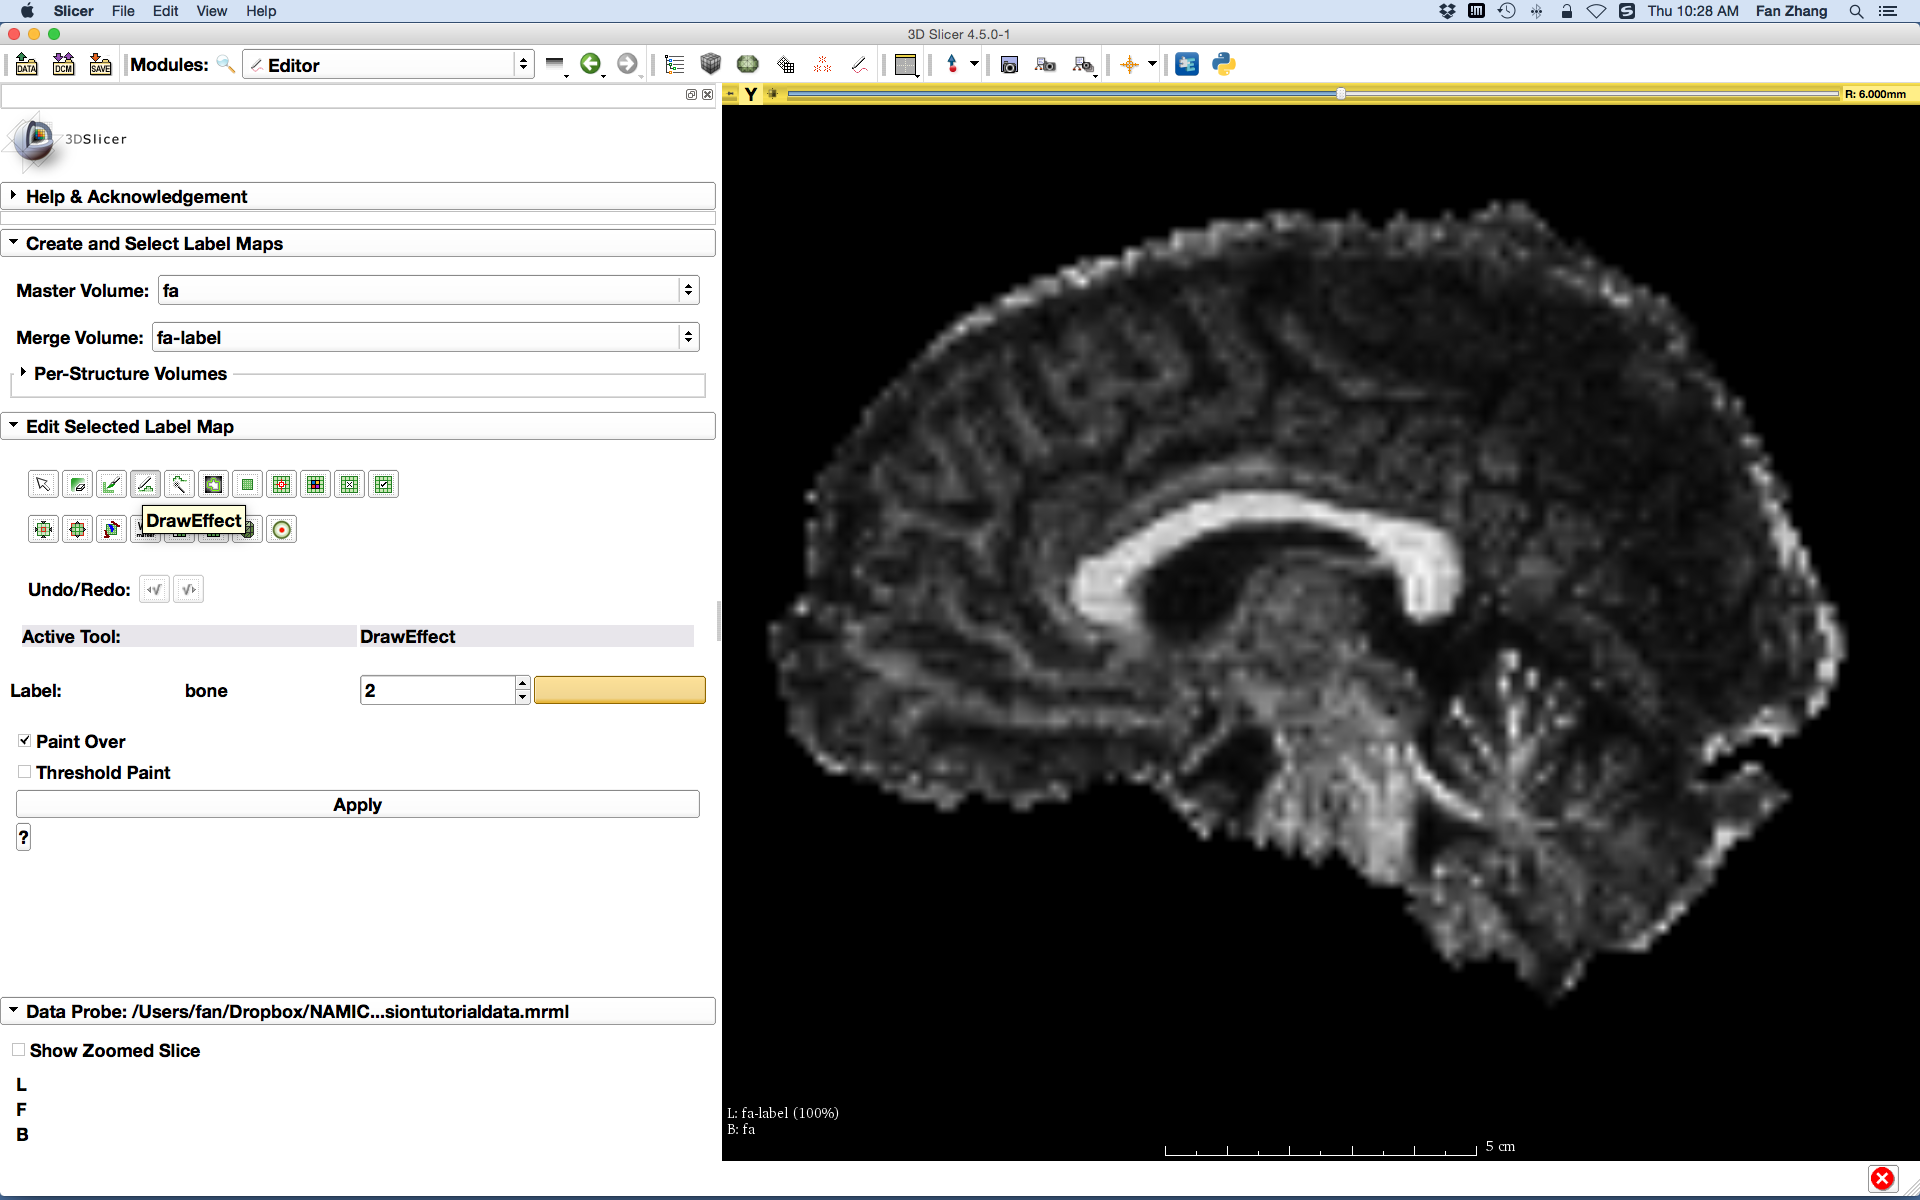 Slicer File Edit View Help
Thu 10:28 AM Fan Zhang
3D Slicer 4.5.0-1
DATA DCM SAVE Modules: Editor
Y
R: 6.000mm
3DSlicer
Help & Acknowledgement
Create and Select Label Maps
Master Volume: fa
Merge Volume: fa-label
Per-Structure Volumes
Edit Selected Label Map
DrawEffect
Undo/Redo:
Active Tool: DrawEffect
Label: bone 2
Paint Over
Threshold Paint
Apply
?
Data Probe: /Users/fan/Dropbox/NAMIC...siontutorialdata.mrml
Show Zoomed Slice
L
F
B
L: fa-label (100%)
B: fa
5 cm